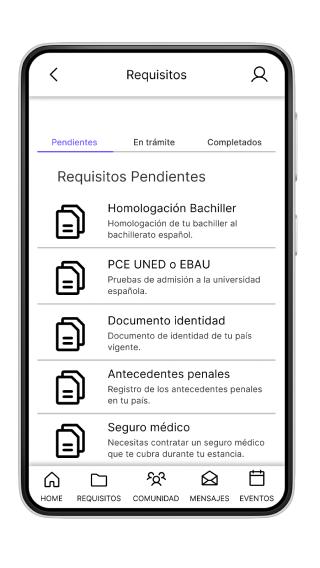 Requisitos
Pendientes En trámite Completados
Requisitos Pendientes
Homologación Bachiller
Homologación de tu bachiller al
bachillerato español.
PCE UNED o EBAU
Pruebas de admisión a la universidad
española.
Documento identidad
Documento de identidad de tu país
vigente.
Antecedentes penales
Registro de los antecedentes penales
en tu país.
Seguro médico
Necesitas contratar un seguro médico
que te cubra durante tu estancia.
HOME REQUISITOS COMUNIDAD MENSAJES EVENTOS